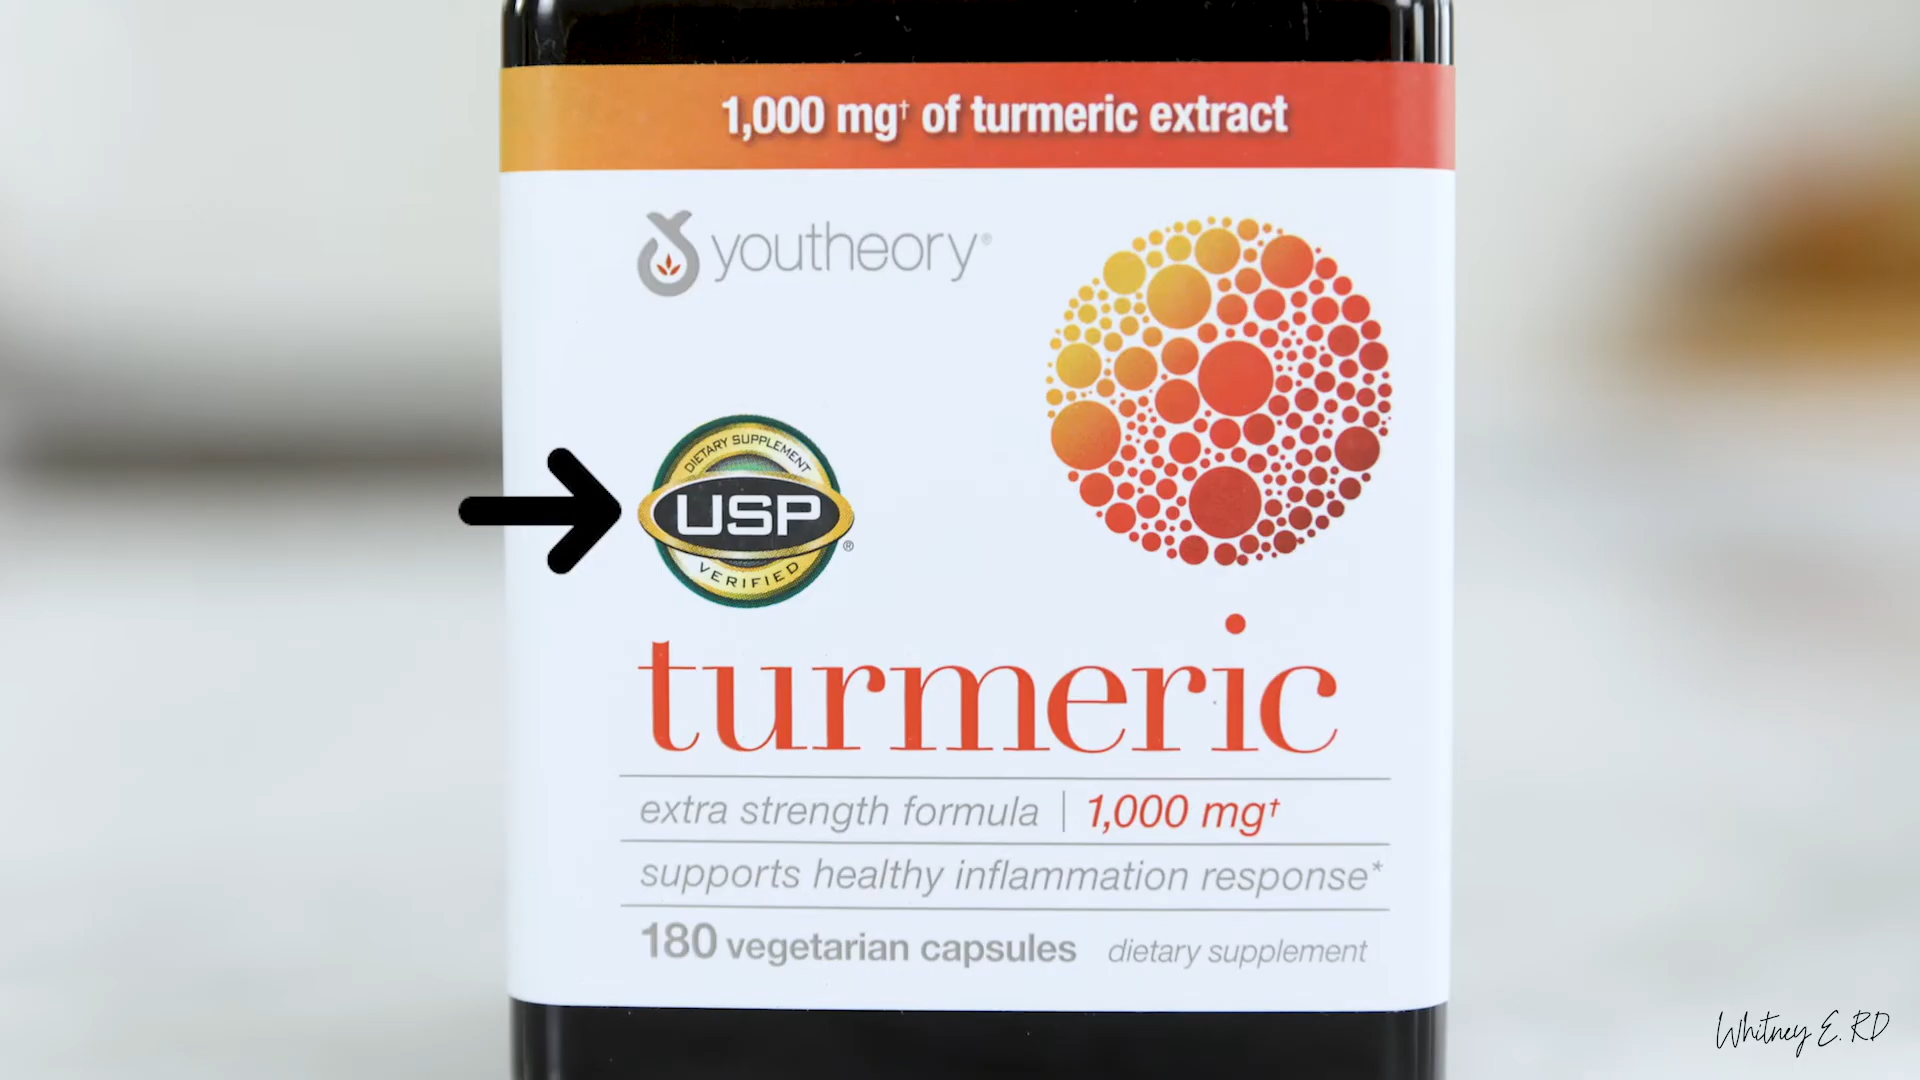 1,000 mg† of turmeric extract
youtheory®
DIETARY SUPPLEMENT
USP
VERIFIED
®
turmeric
extra strength formula | 1,000 mg†
supports healthy inflammation response*
180 vegetarian capsules dietary supplement
Whitney E. RD